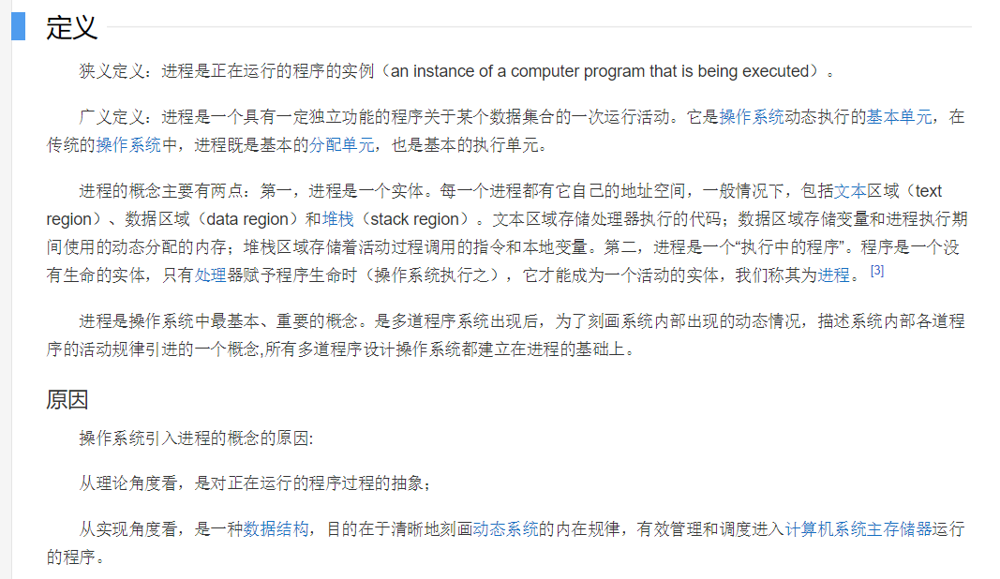 定义
狭义定义：进程是正在运行的程序的实例（an instance of a computer program that is being executed）。
广义定义：进程是一个具有一定独立功能的程序关于某个数据集合的一次运行活动。它是操作系统动态执行的基本单元，在
传统的操作系统中，进程既是基本的分配单元，也是基本的执行单元。
进程的概念主要有两点：第一，进程是一个实体。每一个进程都有它自己的地址空间，一般情况下，包括文本区域（text
region）、数据区域（data region）和堆栈（stack region）。文本区域存储处理器执行的代码；数据区域存储变量和进程执行期
间使用的动态分配的内存；堆栈区域存储着活动过程调用的指令和本地变量。第二，进程是一个“执行中的程序”。程序是一个没
有生命的实体，只有处理器赋予程序生命时（操作系统执行之），它才能成为一个活动的实体，我们称其为进程。 [3]
进程是操作系统中最基本、重要的概念。是多道程序系统出现后，为了刻画系统内部出现的动态情况，描述系统内部各道程
序的活动规律引进的一个概念,所有多道程序设计操作系统都建立在进程的基础上。
原因
操作系统引入进程的概念的原因:
从理论角度看，是对正在运行的程序过程的抽象；
从实现角度看，是一种数据结构，目的在于清晰地刻画动态系统的内在规律，有效管理和调度进入计算机系统主存储器运行
的程序。